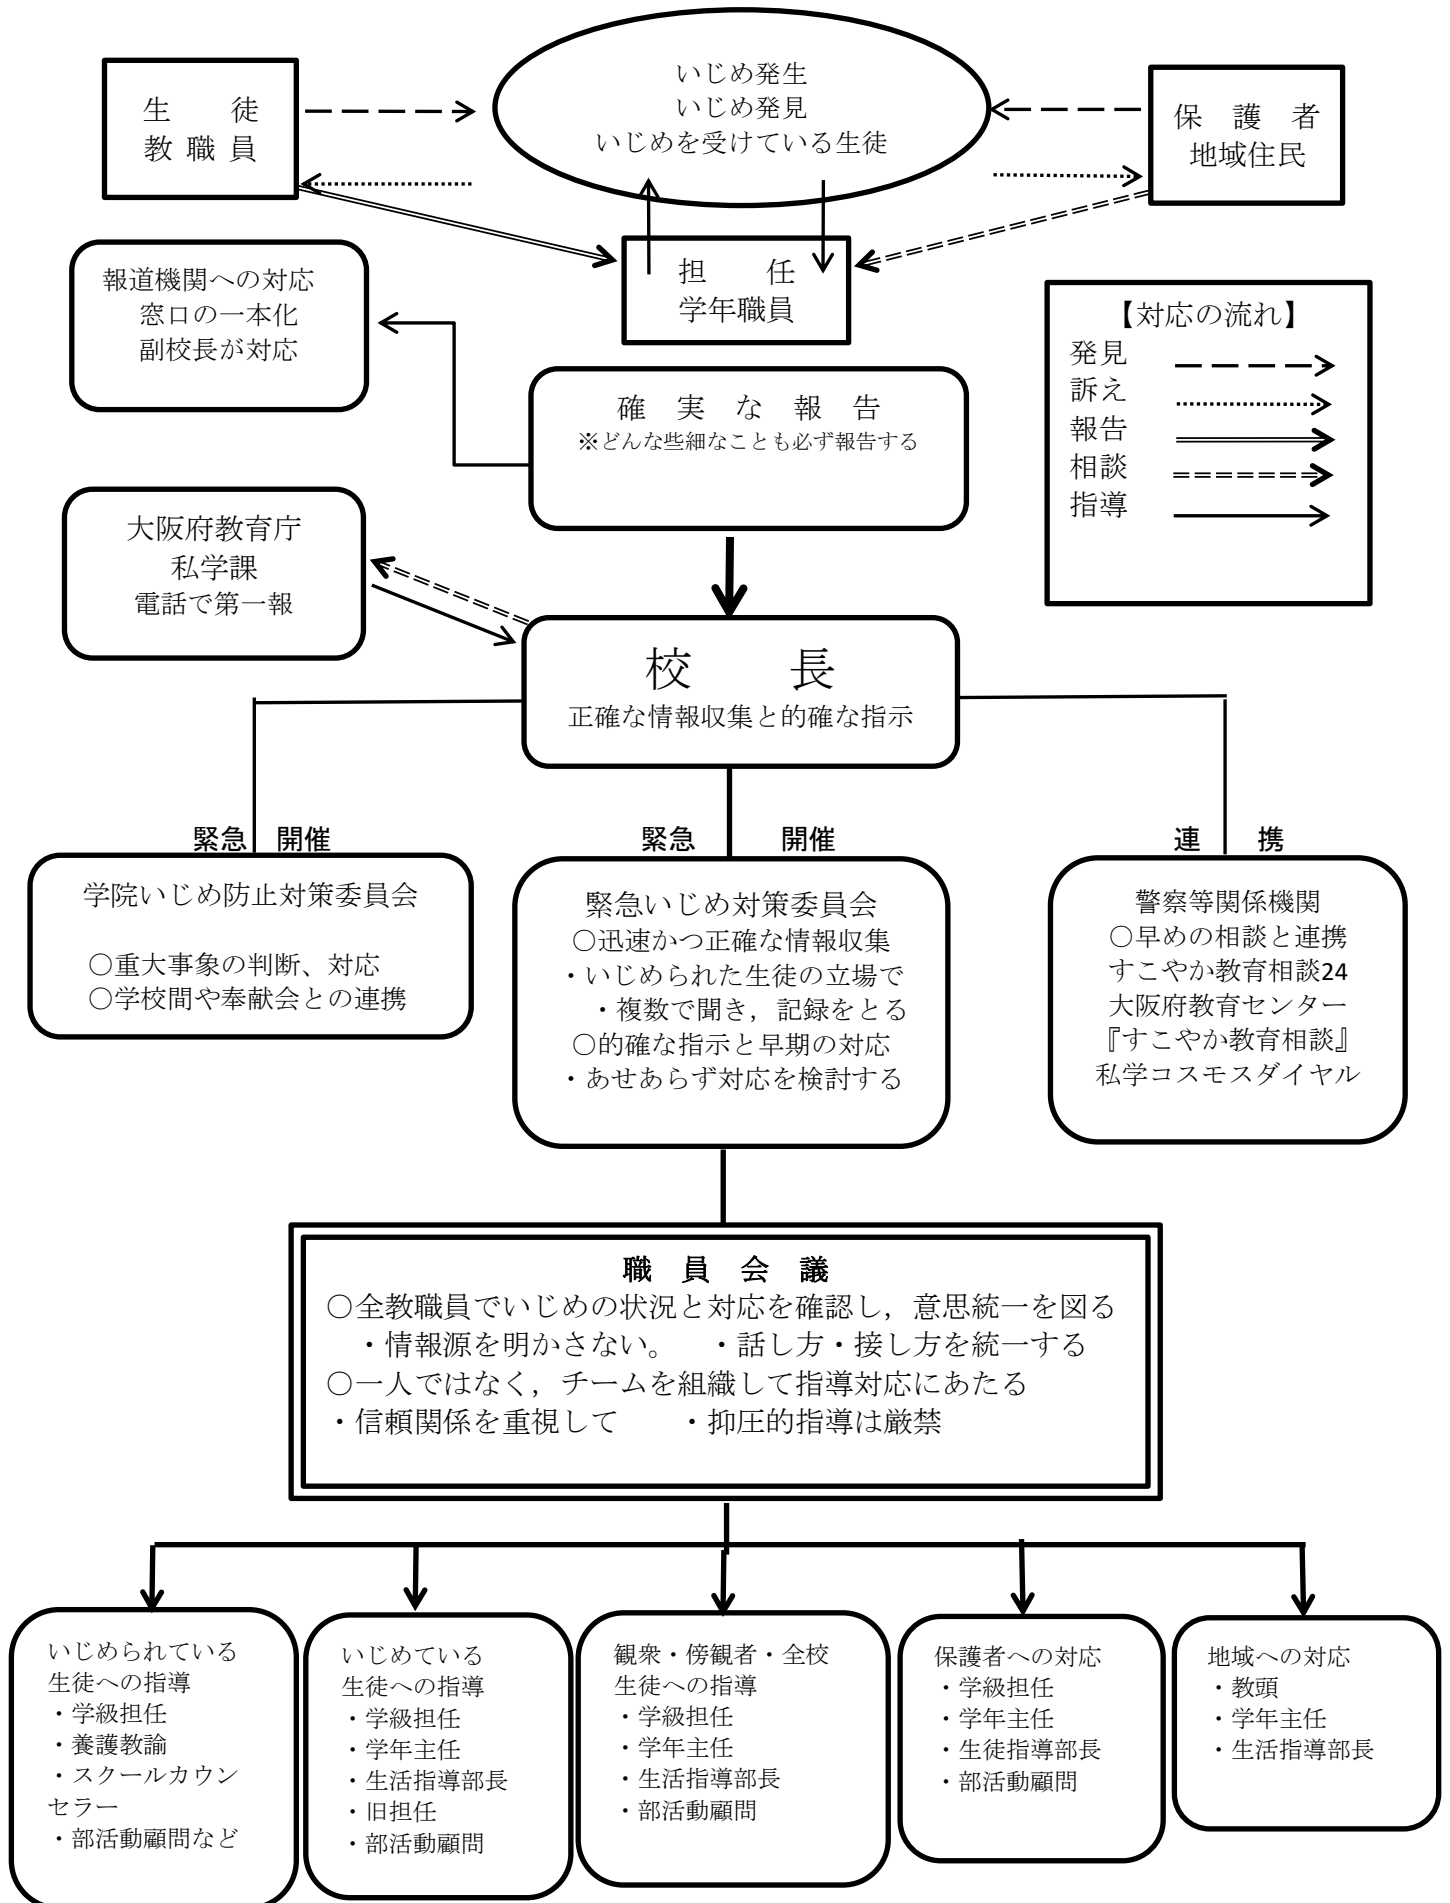 いじめ発生
いじめ発見
いじめを受けている生徒
生　　徒
教 職 員
保　護　者
地域住民
担　　任
学年職員
報道機関への対応
窓口の一本化
副校長が対応
【対応の流れ】
発見
訴え
報告
相談
指導
確　実　な　報　告
※どんな些細なことも必ず報告する
大阪府教育庁
私学課
電話で第一報
校　　長
正確な情報収集と的確な指示
緊急　開催
緊急　　　開催
連　　携
学院いじめ防止対策委員会
○重大事象の判断、対応
○学校間や奉献会との連携
緊急いじめ対策委員会
○迅速かつ正確な情報収集
・いじめられた生徒の立場で
・複数で聞き，記録をとる
○的確な指示と早期の対応
・あせあらず対応を検討する
警察等関係機関
○早めの相談と連携
すこやか教育相談24
大阪府教育センター
『すこやか教育相談』
私学コスモスダイヤル
職　員　会　議
○全教職員でいじめの状況と対応を確認し，意思統一を図る
・情報源を明かさない。　・話し方・接し方を統一する
○一人ではなく，チームを組織して指導対応にあたる
・信頼関係を重視して　　・抑圧的指導は厳禁
いじめられている
生徒への指導
・学級担任
・養護教諭
・スクールカウン
セラー
・部活動顧問など
いじめている
生徒への指導
・学級担任
・学年主任
・生活指導部長
・旧担任
・部活動顧問
観衆・傍観者・全校
生徒への指導
・学級担任
・学年主任
・生活指導部長
・部活動顧問
保護者への対応
・学級担任
・学年主任
・生徒指導部長
・部活動顧問
地域への対応
・教頭
・学年主任
・生活指導部長